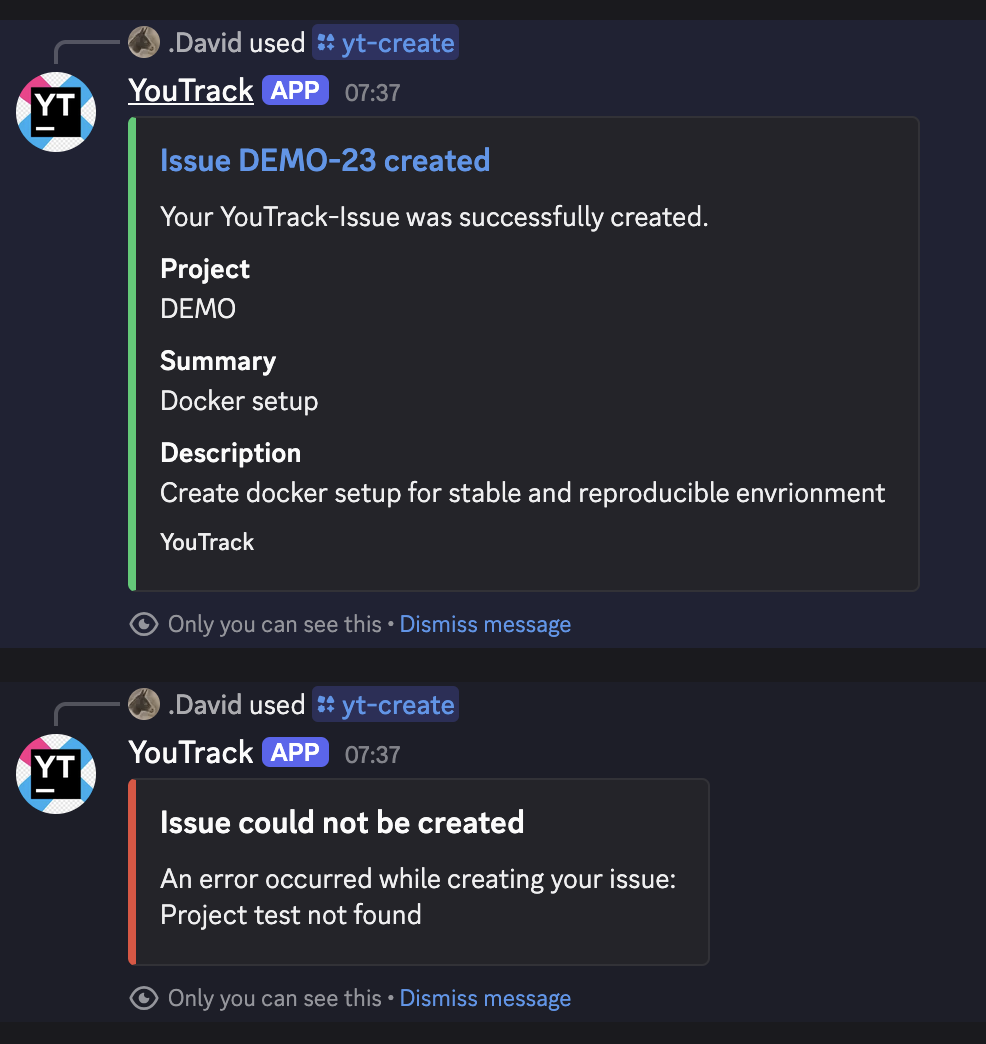 .David used yt-create
YouTrack APP 07:37
YT
Issue DEMO-23 created
Your YouTrack-Issue was successfully created.
Project
DEMO
Summary
Docker setup
Description
Create docker setup for stable and reproducible envrionment
YouTrack
Only you can see this • Dismiss message
.David used yt-create
YouTrack APP 07:37
YT
Issue could not be created
An error occurred while creating your issue:
Project test not found
Only you can see this • Dismiss message